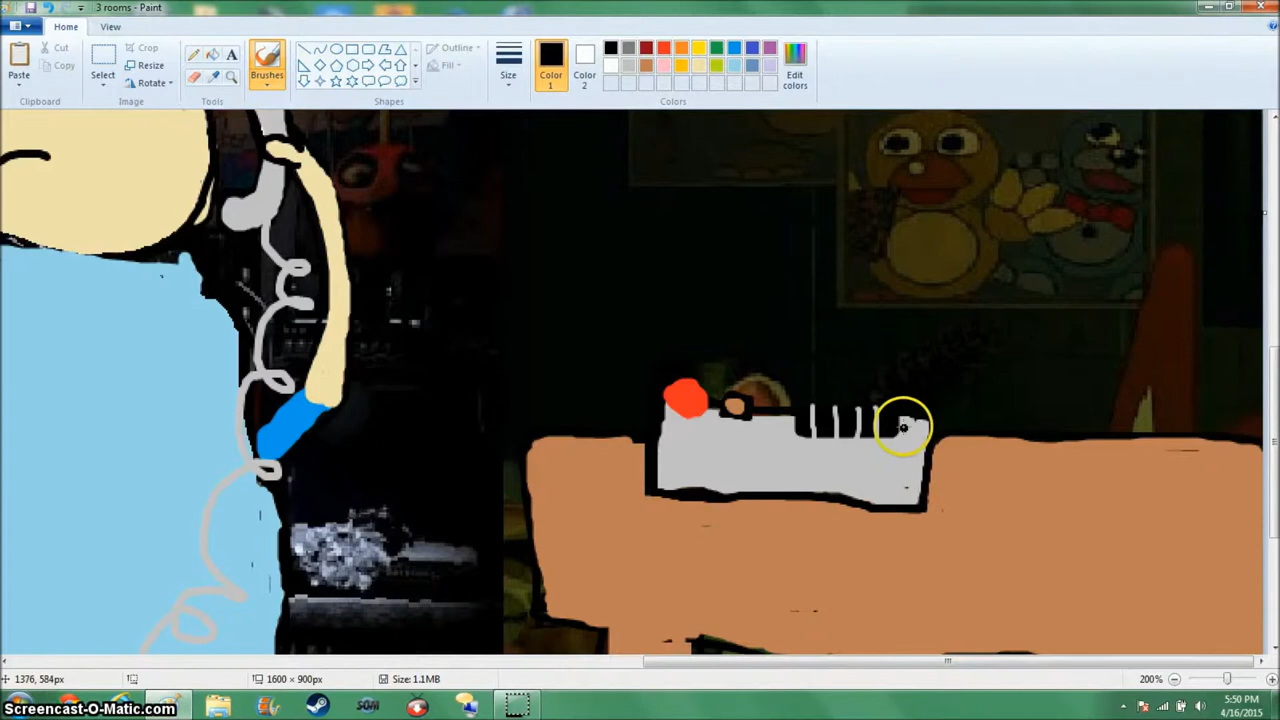 3 rooms - Paint
Home
View
Paste
Cut
Copy
Clipboard
Select
Crop
Resize
Rotate
Image
A
Tools
Brushes
Outline
Fill
Shapes
Size
Color 1
Color 2
Edit colors
Colors
1376, 584px
1600 × 900px
Size: 1.1MB
200%
SOM
5:50 PM
4/16/2015
Screencast-O-Matic.com